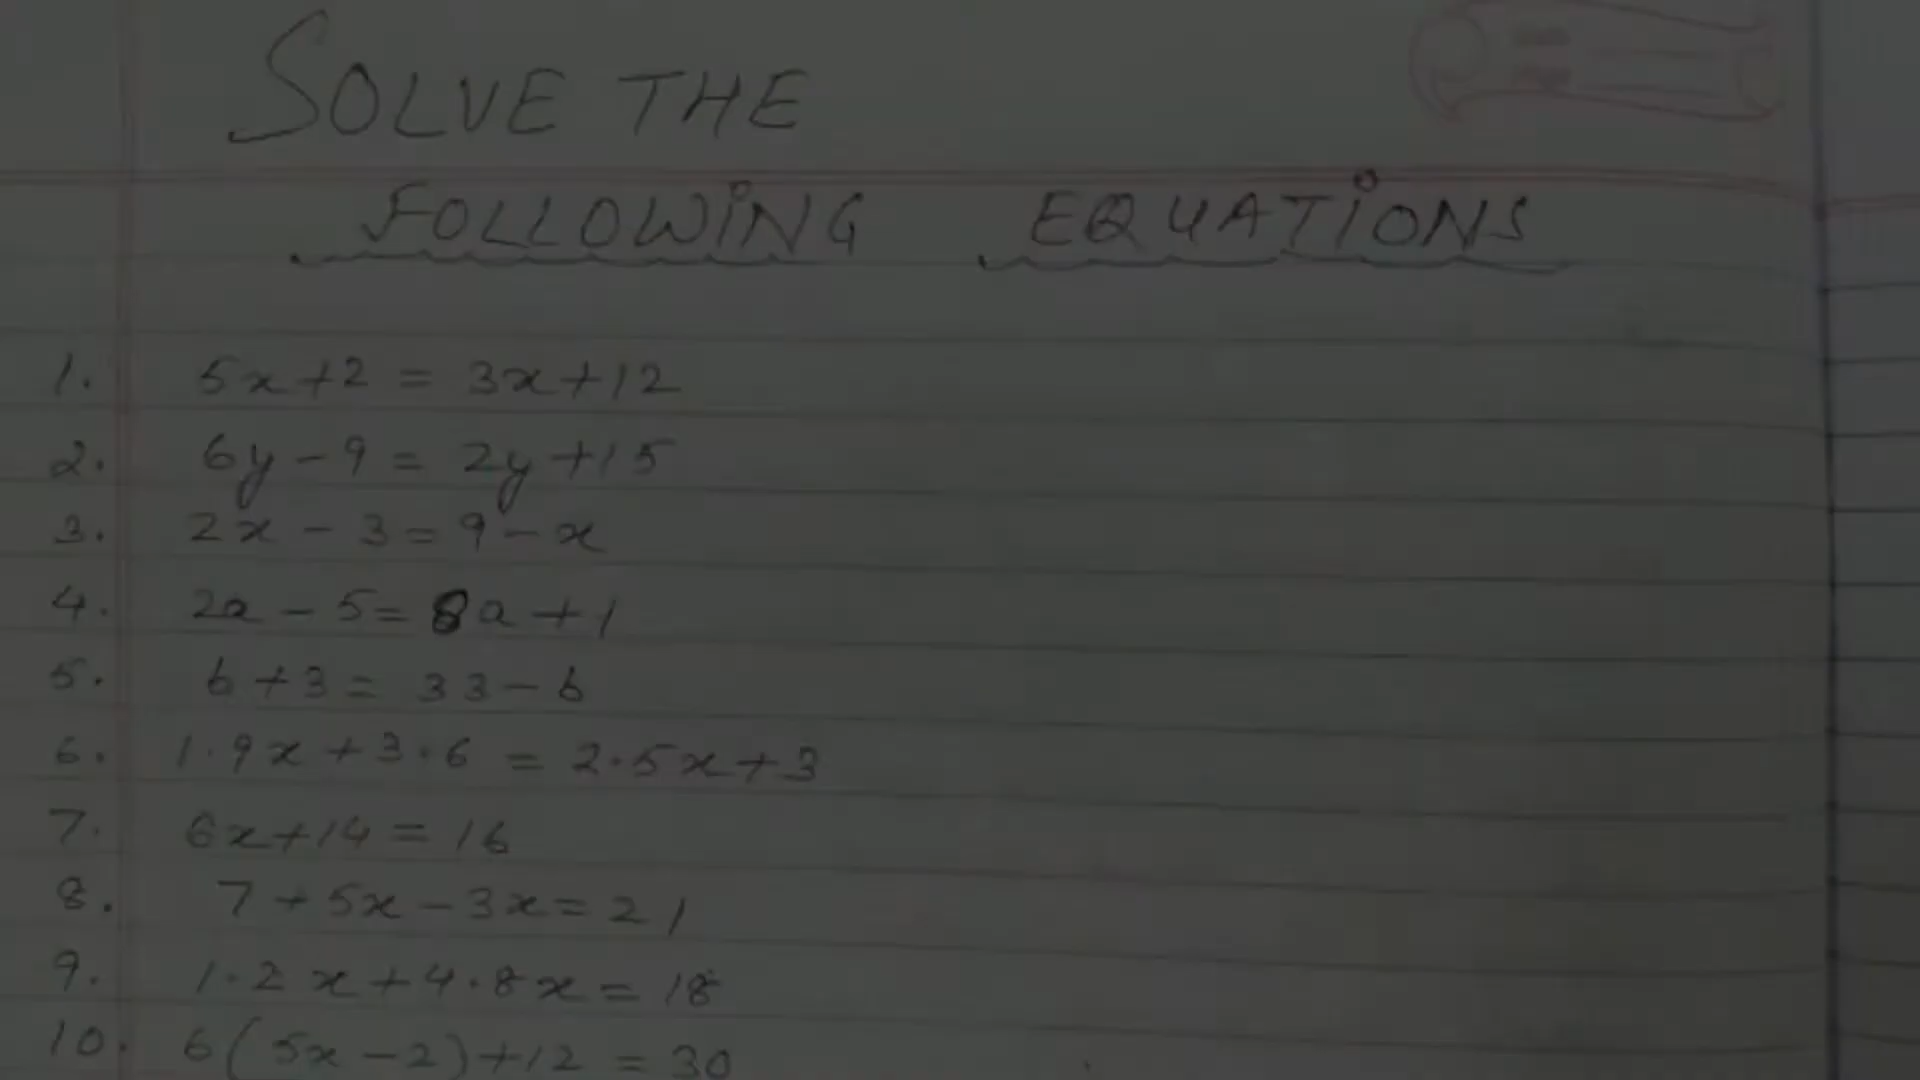 SOLVE THE
FOLLOWING EQUATIONS
1. 5x+2 = 3x+12
2. 6y-9 = 2y+15
3. 2x - 3 = 9 - x
4. 2a - 5 = 8a + 1
5. b + 3 = 33 - b
6. 1.9x + 3.6 = 2.5x + 3
7. 6x+14 = 16
8. 7 + 5x - 3x = 21
9. 1.2x + 4.8x = 18
10. 6(5x - 2) + 12 = 30